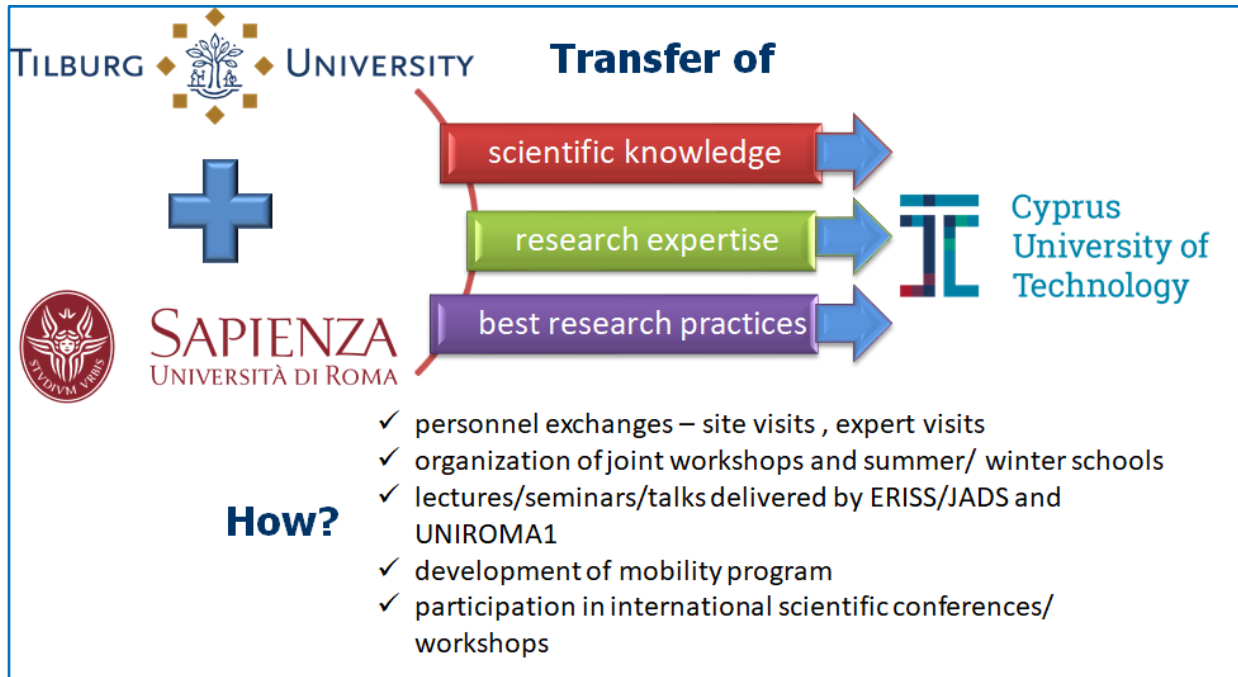 TILBURG UNIVERSITY
Transfer of
scientific knowledge
research expertise
best research practices
Cyprus
University of
Technology
STVDIVM VRBIS
SAPIENZA
UNIVERSITÀ DI ROMA
How?
✓ personnel exchanges – site visits , expert visits
✓ organization of joint workshops and summer/ winter schools
✓ lectures/seminars/talks delivered by ERISS/JADS and
UNIROMA1
✓ development of mobility program
✓ participation in international scientific conferences/
workshops